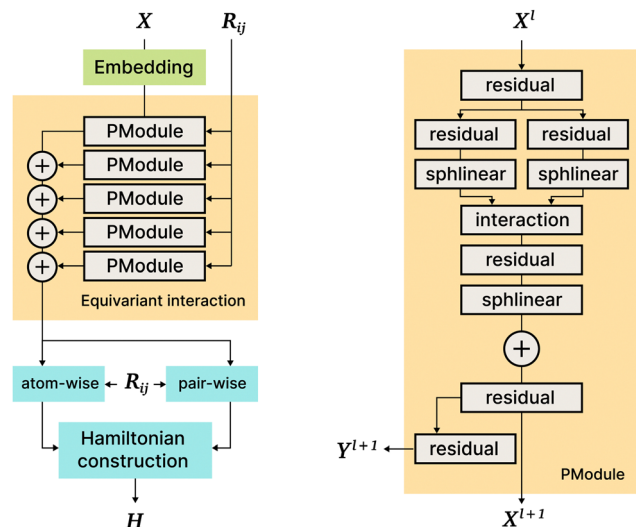 X
R_ij
Embedding
PModule
+
PModule
+
PModule
+
PModule
+
PModule
Equivariant interaction
atom-wise
R_ij
pair-wise
Hamiltonian
construction
H
X^l
residual
residual
residual
sphlinear
sphlinear
interaction
residual
sphlinear
+
residual
Y^{l+1}
residual
PModule
X^{l+1}